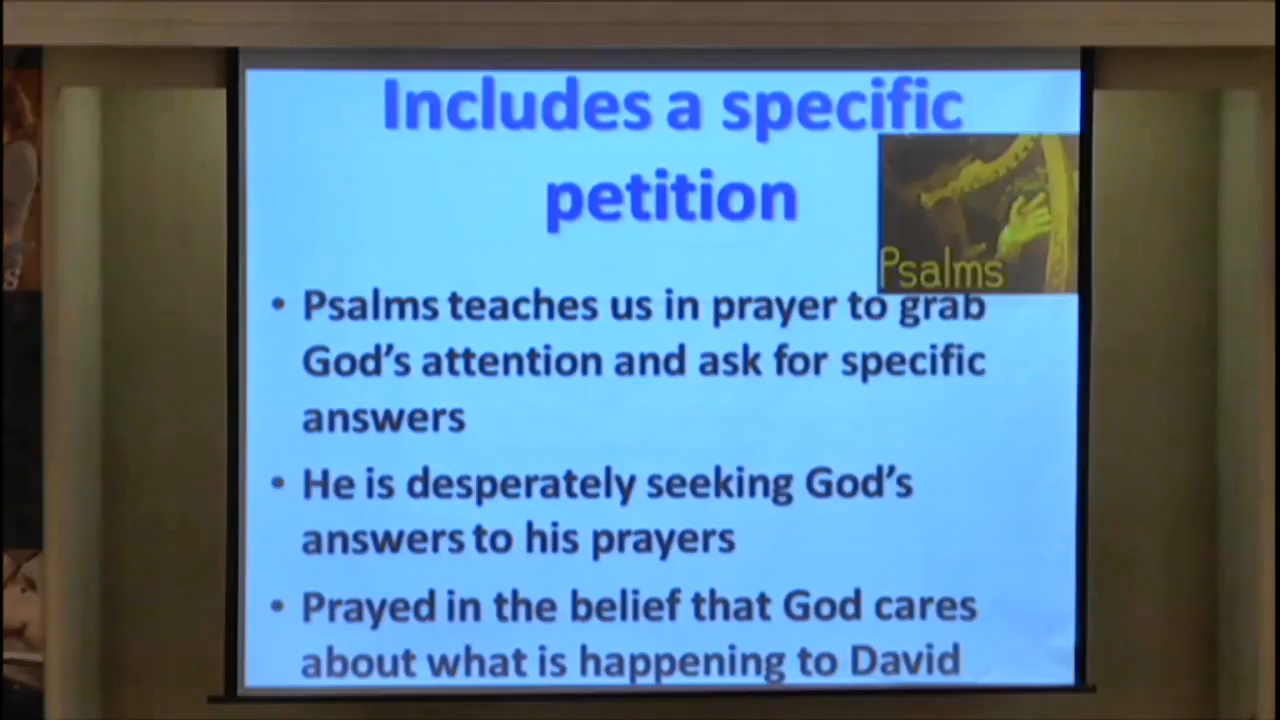 Includes a specific
petition
Psalms
• Psalms teaches us in prayer to grab
God's attention and ask for specific
answers
• He is desperately seeking God's
answers to his prayers
• Prayed in the belief that God cares
about what is happening to David